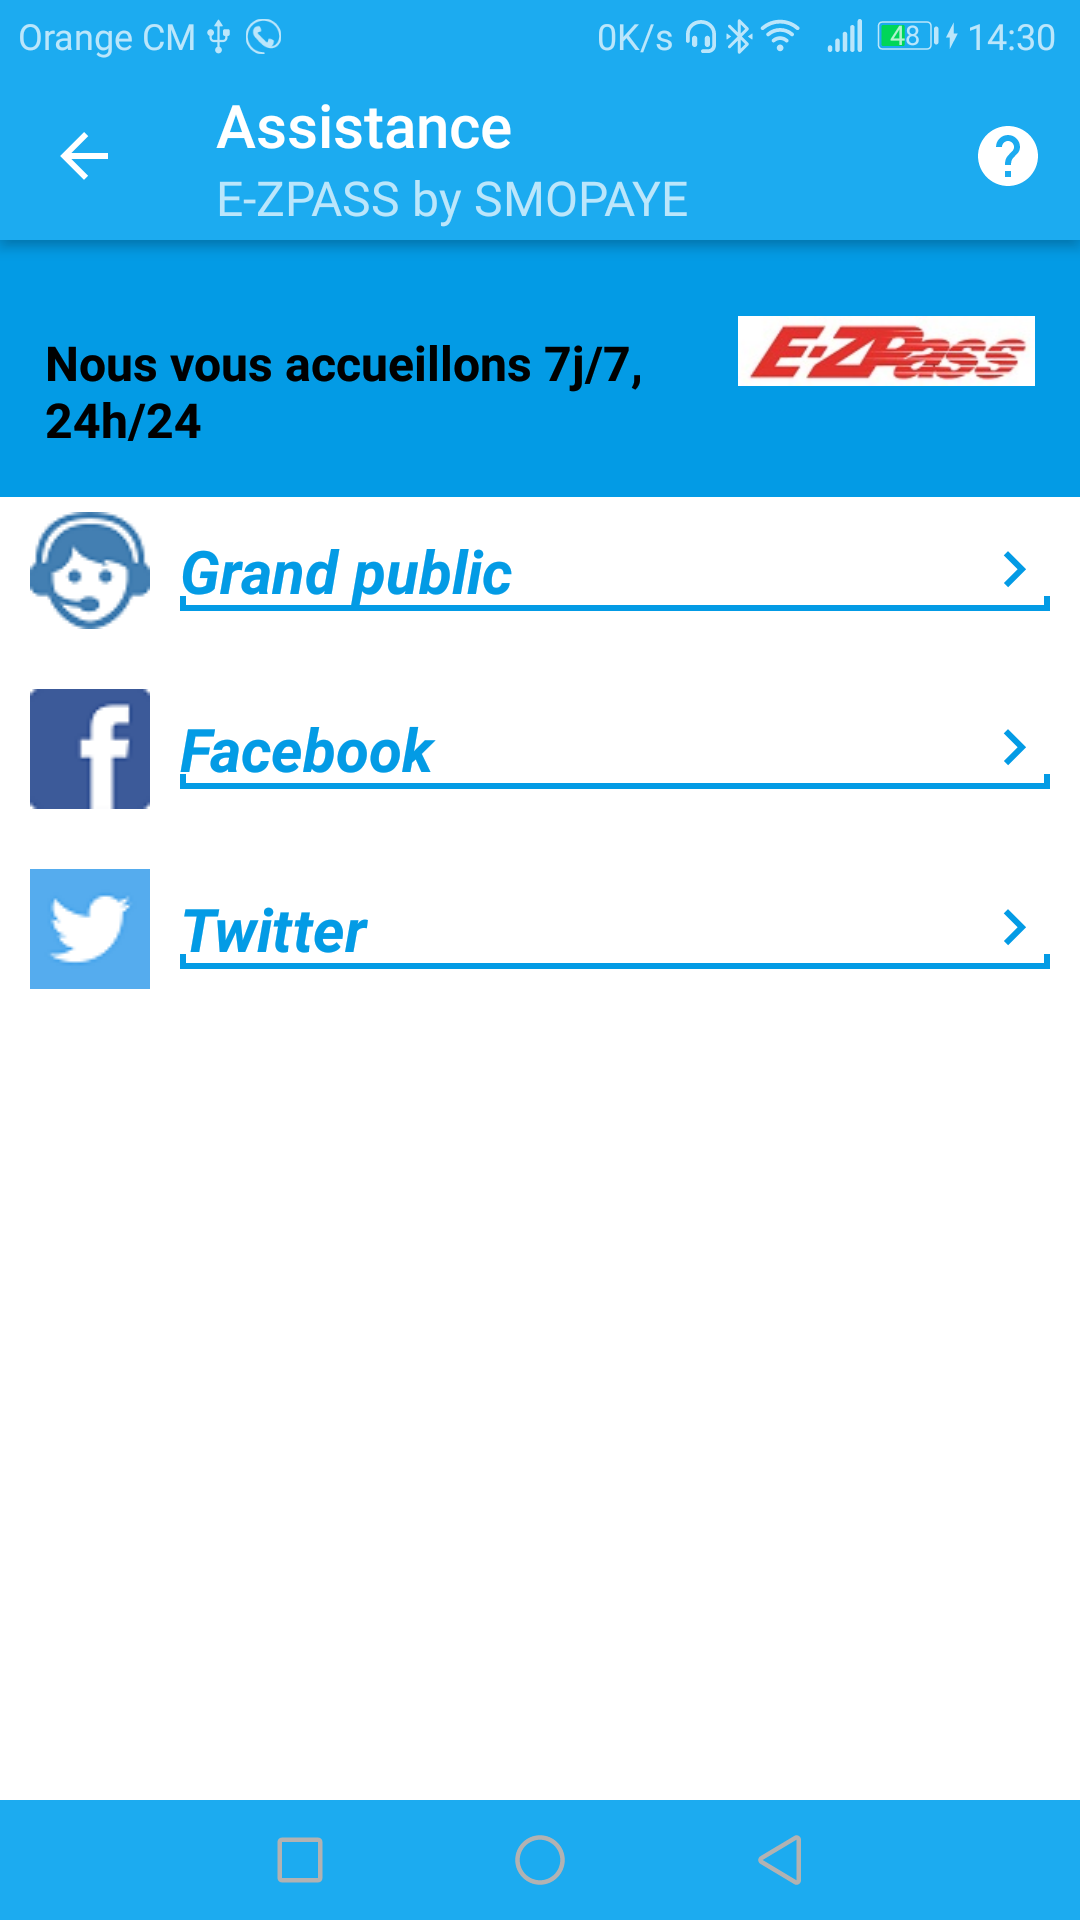 Orange CM 0K/s 48 14:30
Assistance
E-ZPASS by SMOPAYE
E-ZPass
Nous vous accueillons 7j/7,
24h/24
Grand public
Facebook
Twitter